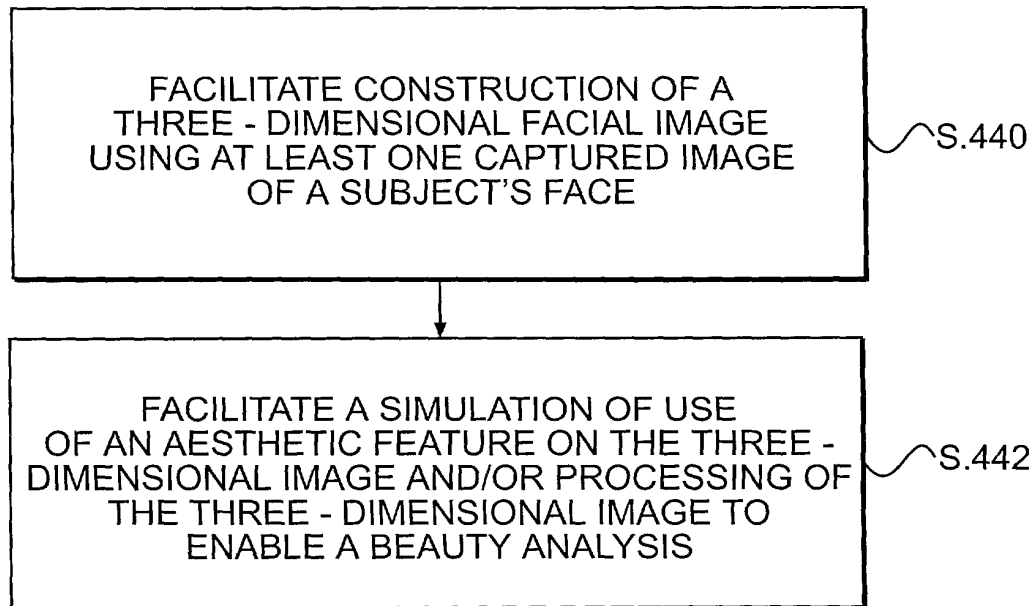 FACILITATE CONSTRUCTION OF A
THREE - DIMENSIONAL FACIAL IMAGE
USING AT LEAST ONE CAPTURED IMAGE
OF A SUBJECT'S FACE
S.440
FACILITATE A SIMULATION OF USE
OF AN AESTHETIC FEATURE ON THE THREE -
DIMENSIONAL IMAGE AND/OR PROCESSING OF
THE THREE - DIMENSIONAL IMAGE TO
ENABLE A BEAUTY ANALYSIS
S.442